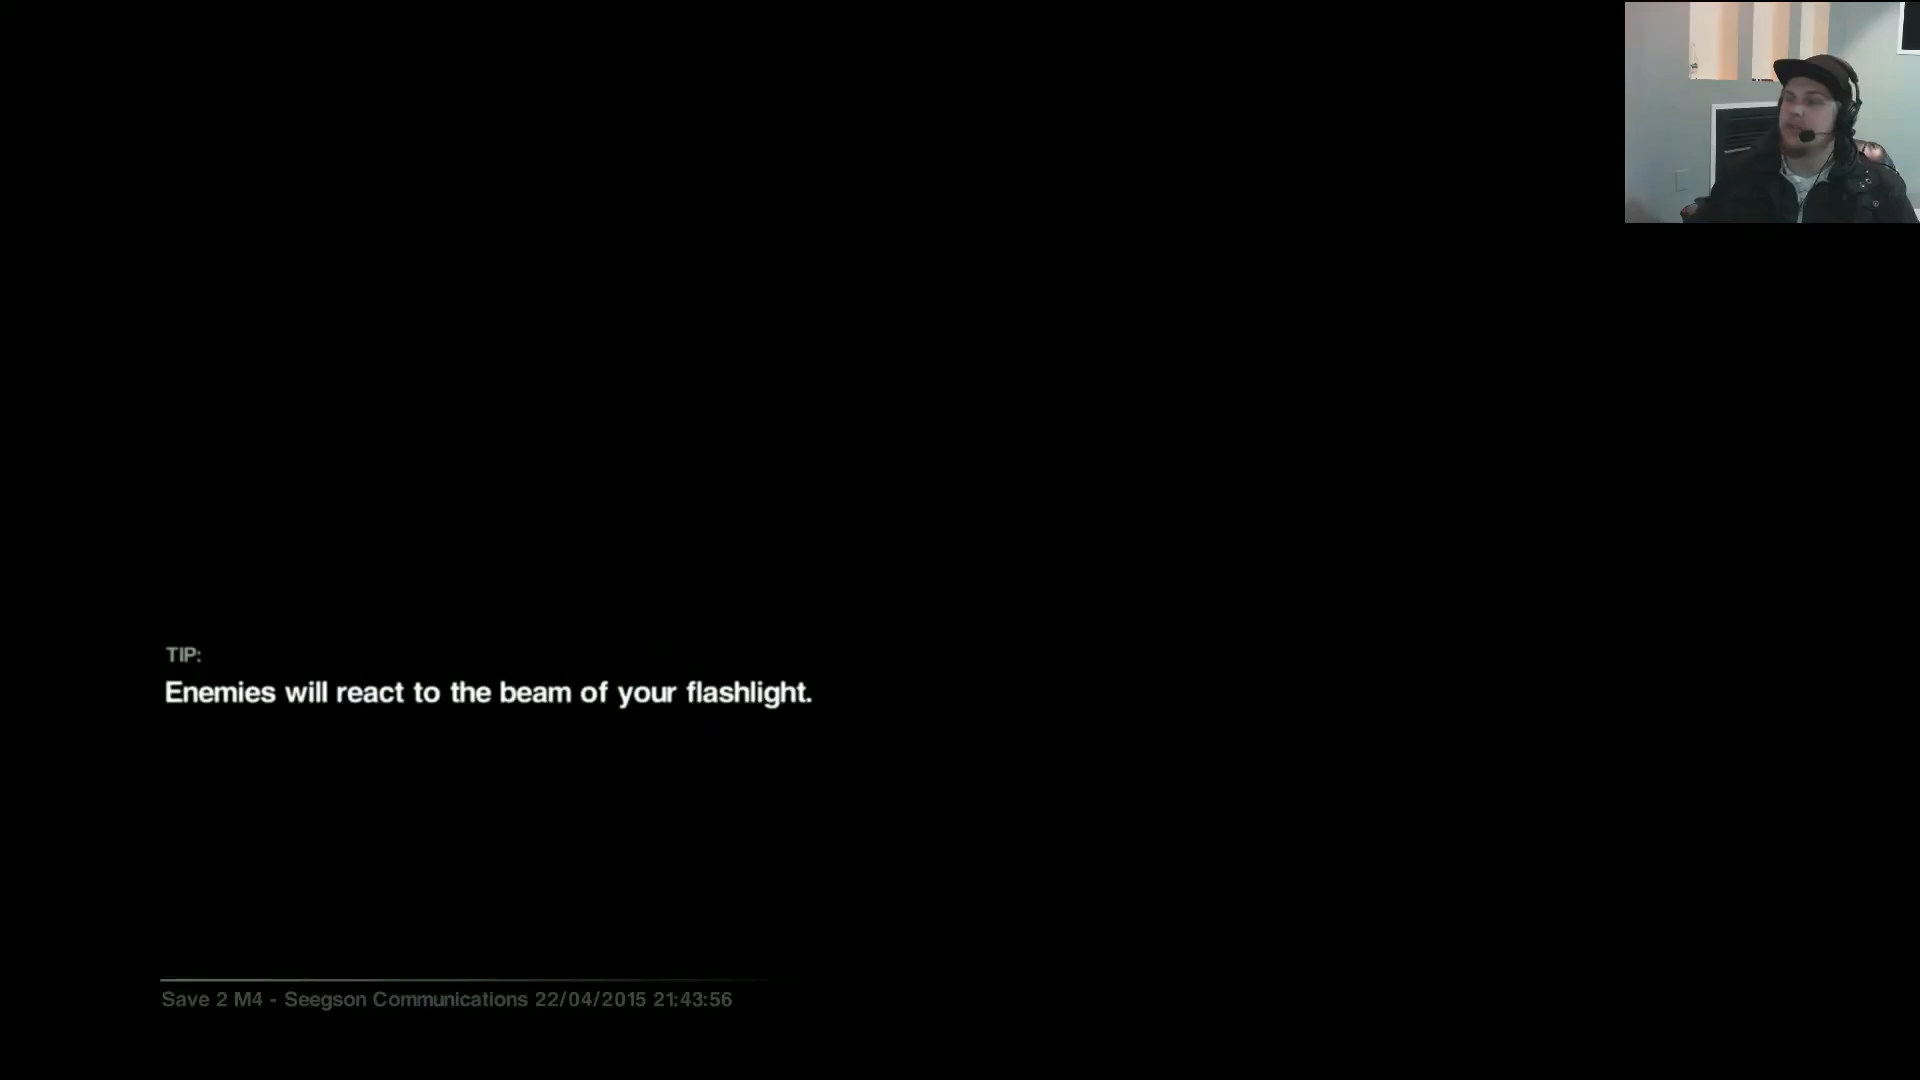 TIP:
Enemies will react to the beam of your flashlight.
Save 2 M4 - Seegson Communications 22/04/2015 21:43:56